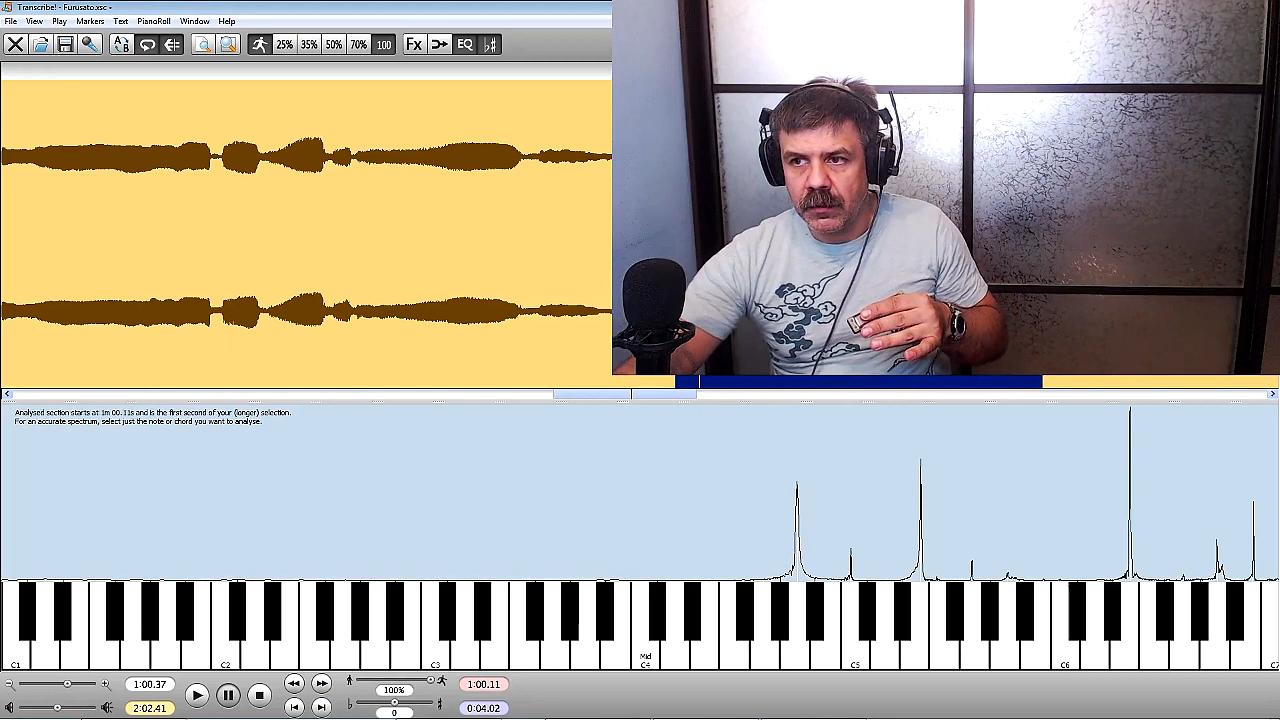 Transcribe! - Furusato.xsc •
File View Play Markers Text PianoRoll Window Help
25% 35% 50% 70% 100 Fx EQ
Analysed section starts at 1m 00.11s and is the first second of your (longer) selection.
For an accurate spectrum, select just the note or chord you want to analyse.
Mid
C1 C2 C3 C4 C5 C6 C7
1:00.37 100% 1:00.11
2:02.41 0 0:04.02